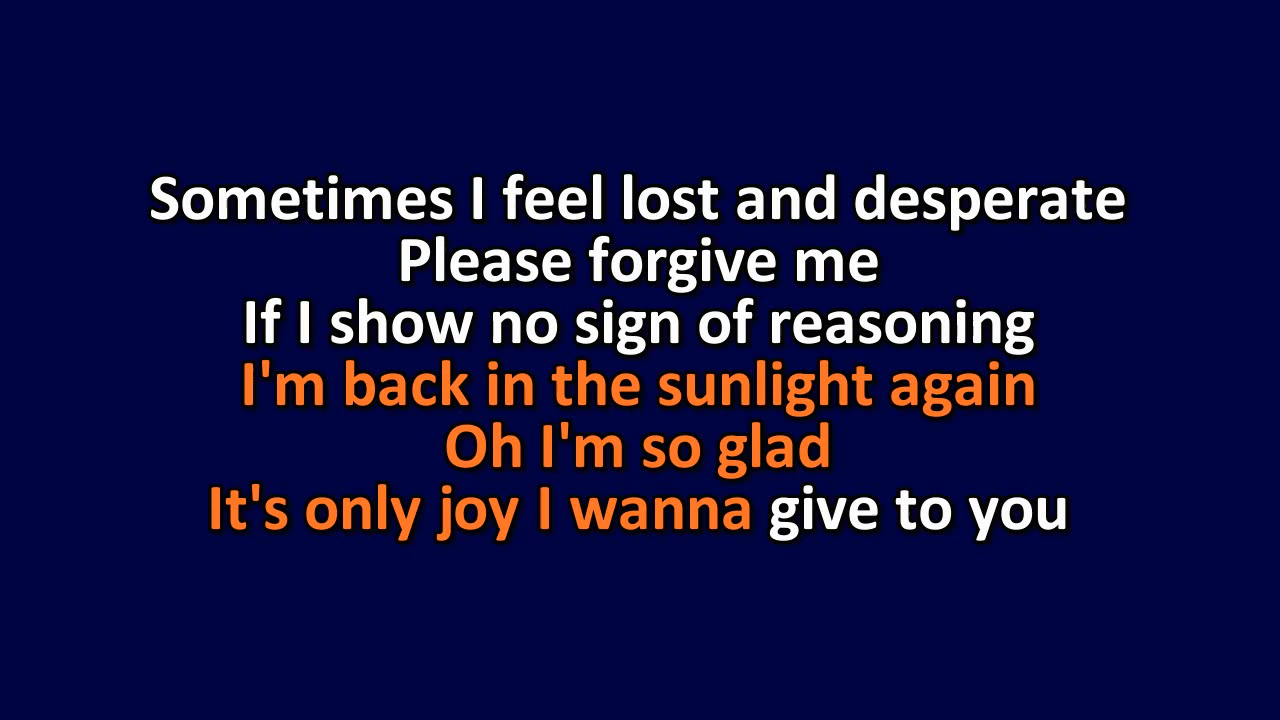 Sometimes I feel lost and desperate
Please forgive me
If I show no sign of reasoning
I'm back in the sunlight again
Oh I'm so glad
It's only joy I wanna give to you